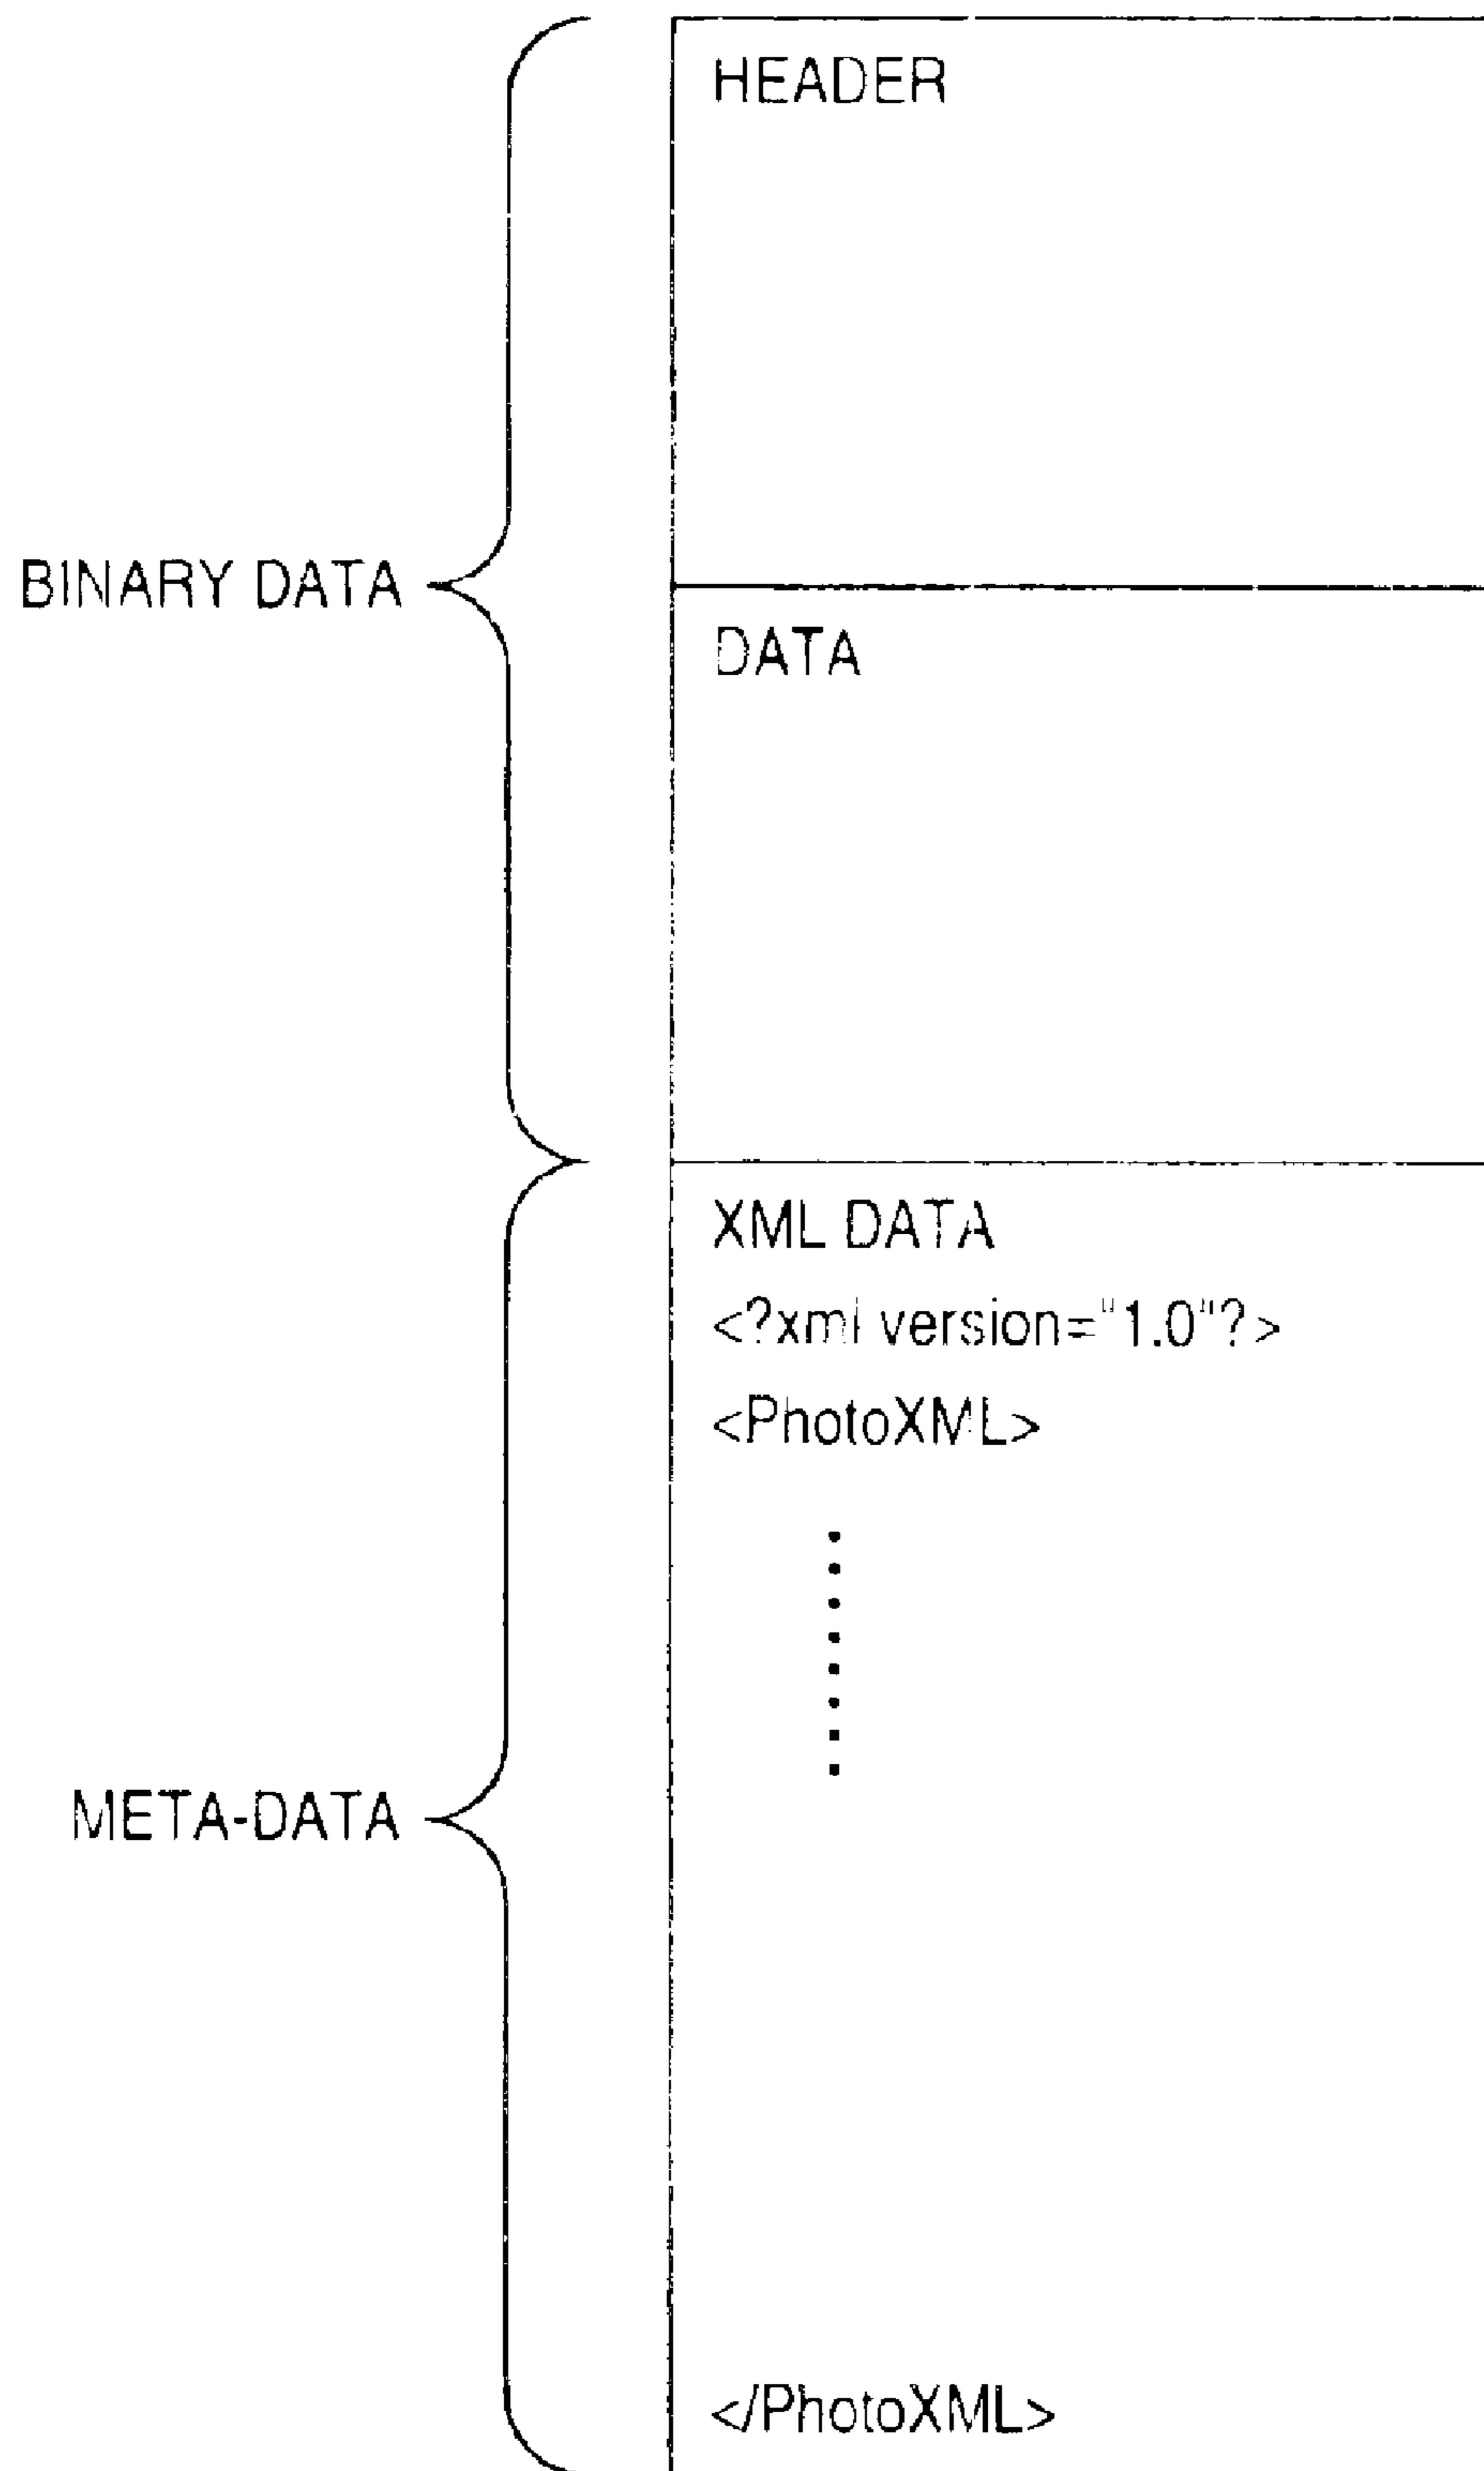 HEADER
BINARY DATA
DATA
XML DATA
<?xml version="1.0"?>
<PhotoXML>
META-DATA
</PhotoXML>